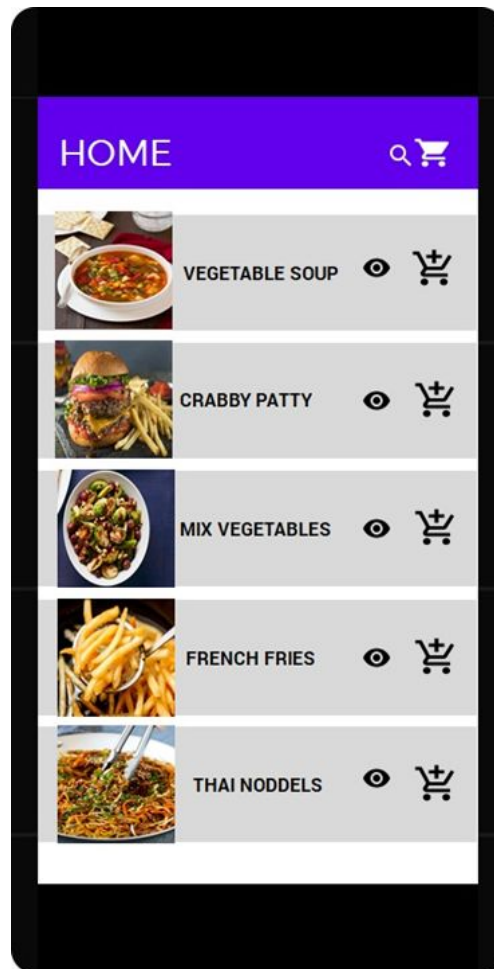 HOME
VEGETABLE SOUP
CRABBY PATTY
MIX VEGETABLES
FRENCH FRIES
THAI NODDELS